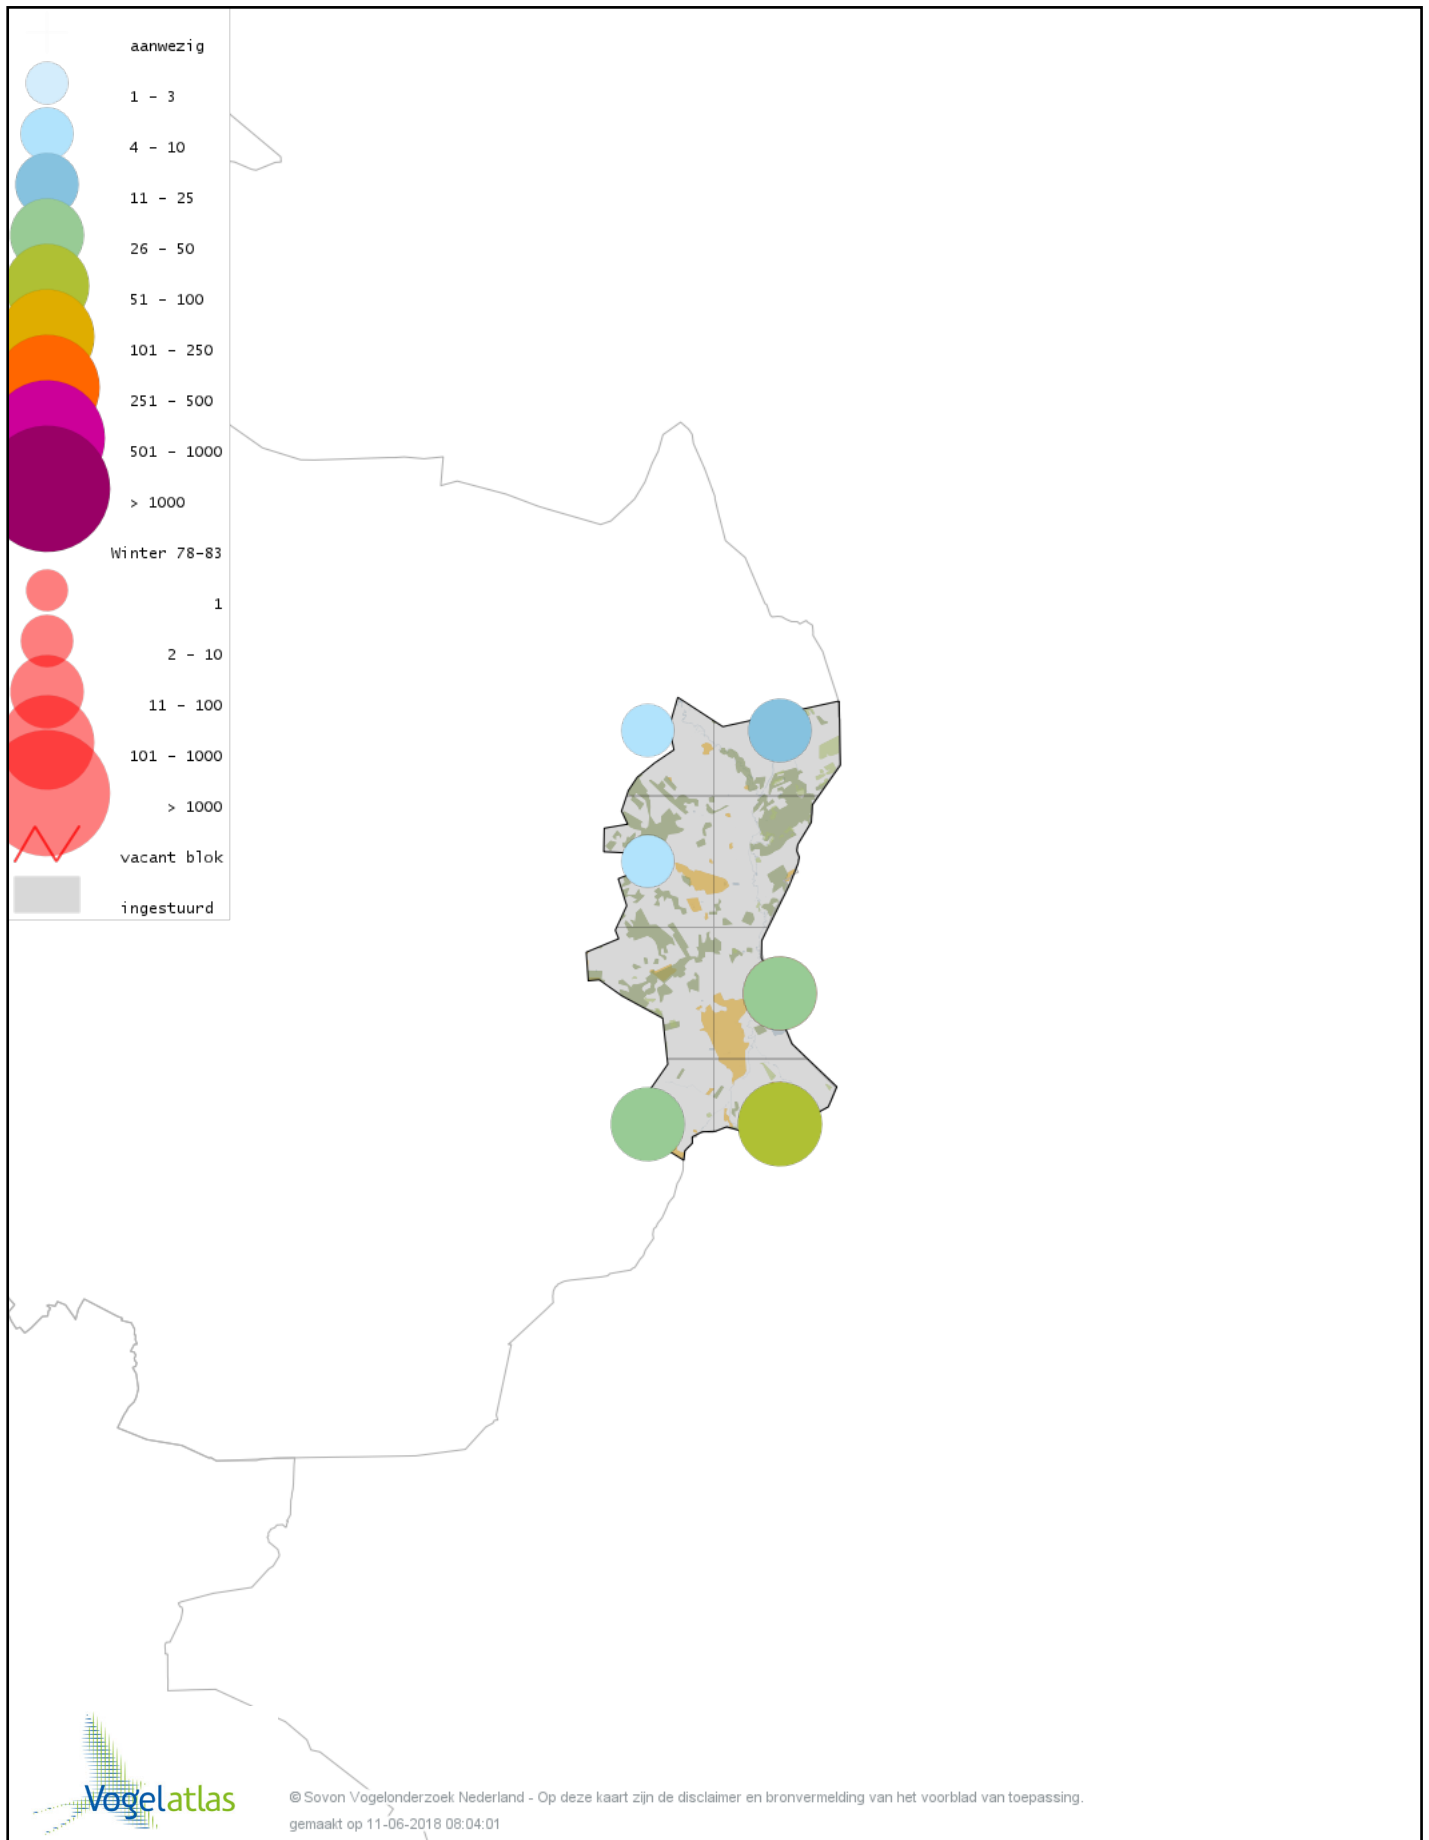 aanwezig
1 - 3
4 - 10
11 - 25
26 - 50
51 - 100
101 - 250
251 - 500
501 - 1000
> 1000
Winter 78-83
1
2 - 10
11 - 100
101 - 1000
> 1000
vacant blok
ingestuurd
Vogelatlas
© Sovon Vogelonderzoek Nederland - Op deze kaart zijn de disclaimer en bronvermelding van het voorblad van toepassing.
gemaakt op 11-06-2018 08:04:01